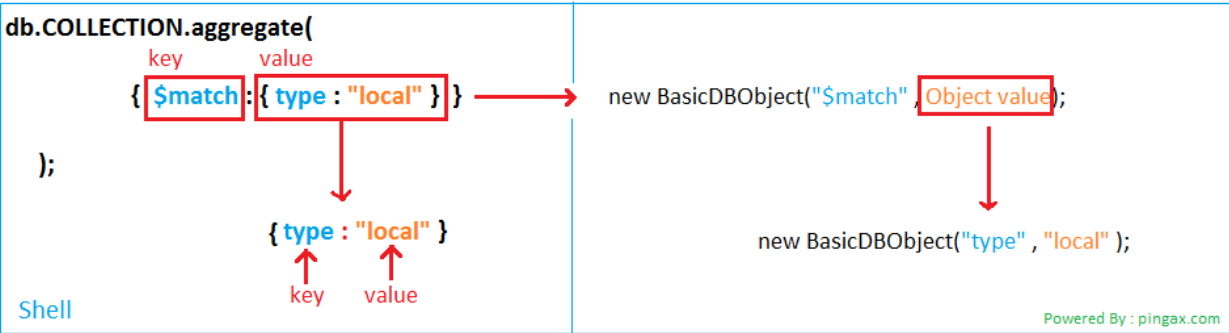 db.COLLECTION.aggregate(
key value
{ $match : { type : "local" } }
);
{ type : "local" }
key value
Shell
new BasicDBObject("$match" , Object value);
new BasicDBObject("type" , "local" );
Powered By : pingax.com